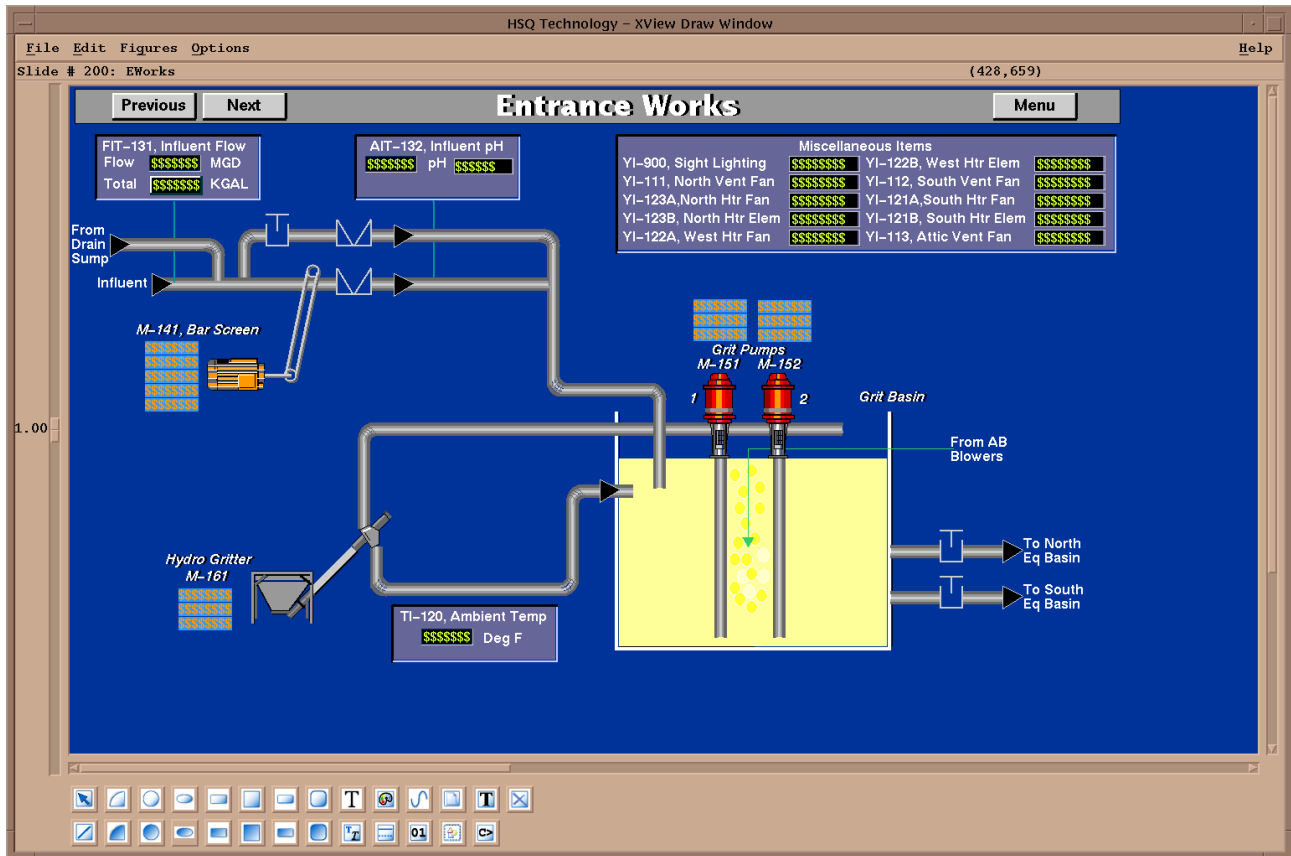 HSQ Technology – XView Draw Window
File Edit Figures Options Help
Slide # 200: EWorks (428,659)
Previous Next Entrance Works Menu
FIT–131, Influent Flow
Flow $$$$$$$ MGD
Total $$$$$$$ KGAL
AIT–132, Influent pH
$$$$$$$ pH $$$$$$
Miscellaneous Items
YI–900, Sight Lighting $$$$$$$$ YI–122B, West Htr Elem $$$$$$$$
YI–111, North Vent Fan $$$$$$$$ YI–112, South Vent Fan $$$$$$$$
YI–123A,North Htr Fan $$$$$$$$ YI–121A,South Htr Fan $$$$$$$$
YI–123B, North Htr Elem $$$$$$$$ YI–121B, South Htr Elem $$$$$$$$
YI–122A, West Htr Fan $$$$$$$$ YI–113, Attic Vent Fan $$$$$$$$
From
Drain
Sump
Influent
M–141, Bar Screen
$$$$$$$$
$$$$$$$$
$$$$$$$$
$$$$$$$$
$$$$$$$$
$$$$$$$$ $$$$$$$$
$$$$$$$$ $$$$$$$$
$$$$$$$$ $$$$$$$$
Grit Pumps
M–151 M–152
1 2
Grit Basin
1.00
From AB
Blowers
To North
Eq Basin
To South
Eq Basin
Hydro Gritter
M–161
$$$$$$$$
$$$$$$$$
$$$$$$$$
TI–120, Ambient Temp
$$$$$$$ Deg F
T T
TT 01 C>